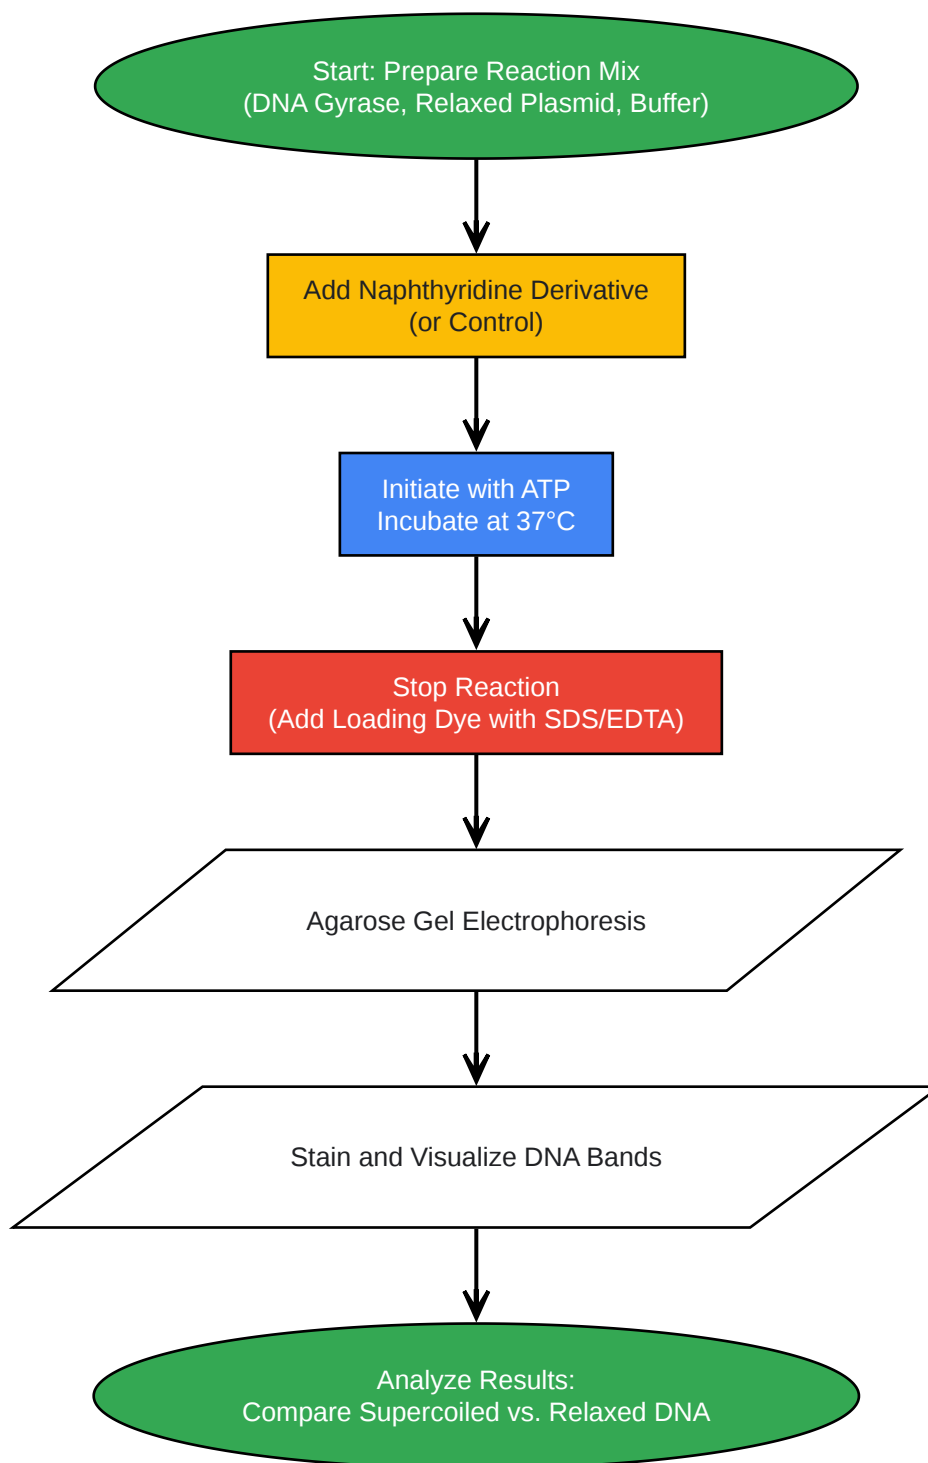 Start: Prepare Reaction Mix
(DNA Gyrase, Relaxed Plasmid, Buffer)
Add Naphthyridine Derivative
(or Control)
Initiate with ATP
Incubate at 37°C
Stop Reaction
(Add Loading Dye with SDS/EDTA)
Agarose Gel Electrophoresis
Stain and Visualize DNA Bands
Analyze Results:
Compare Supercoiled vs. Relaxed DNA